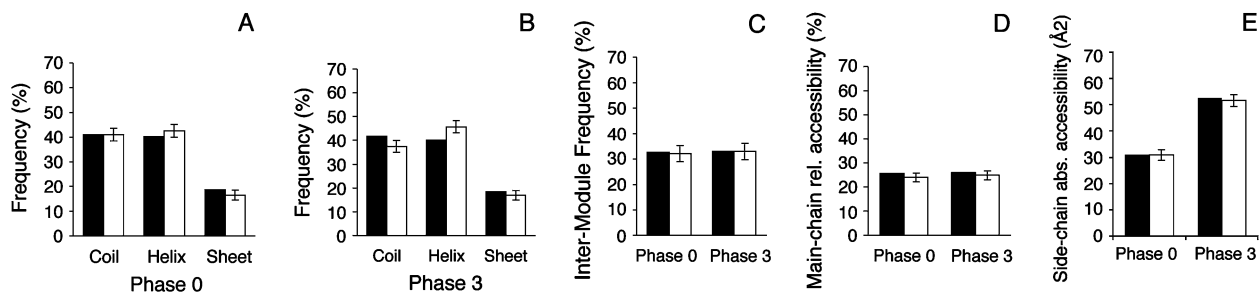 A
Frequency (%)
70
60
50
40
30
20
10
0
Coil Helix Sheet
Phase 0
B
Frequency (%)
70
60
50
40
30
20
10
0
Coil Helix Sheet
Phase 3
C
Inter-Module Frequency (%)
70
60
50
40
30
20
10
0
Phase 0 Phase 3
D
Main-chain rel. accessibility (%)
70
60
50
40
30
20
10
0
Phase 0 Phase 3
E
Side-chain abs. accessibility (Å2)
70
60
50
40
30
20
10
0
Phase 0 Phase 3